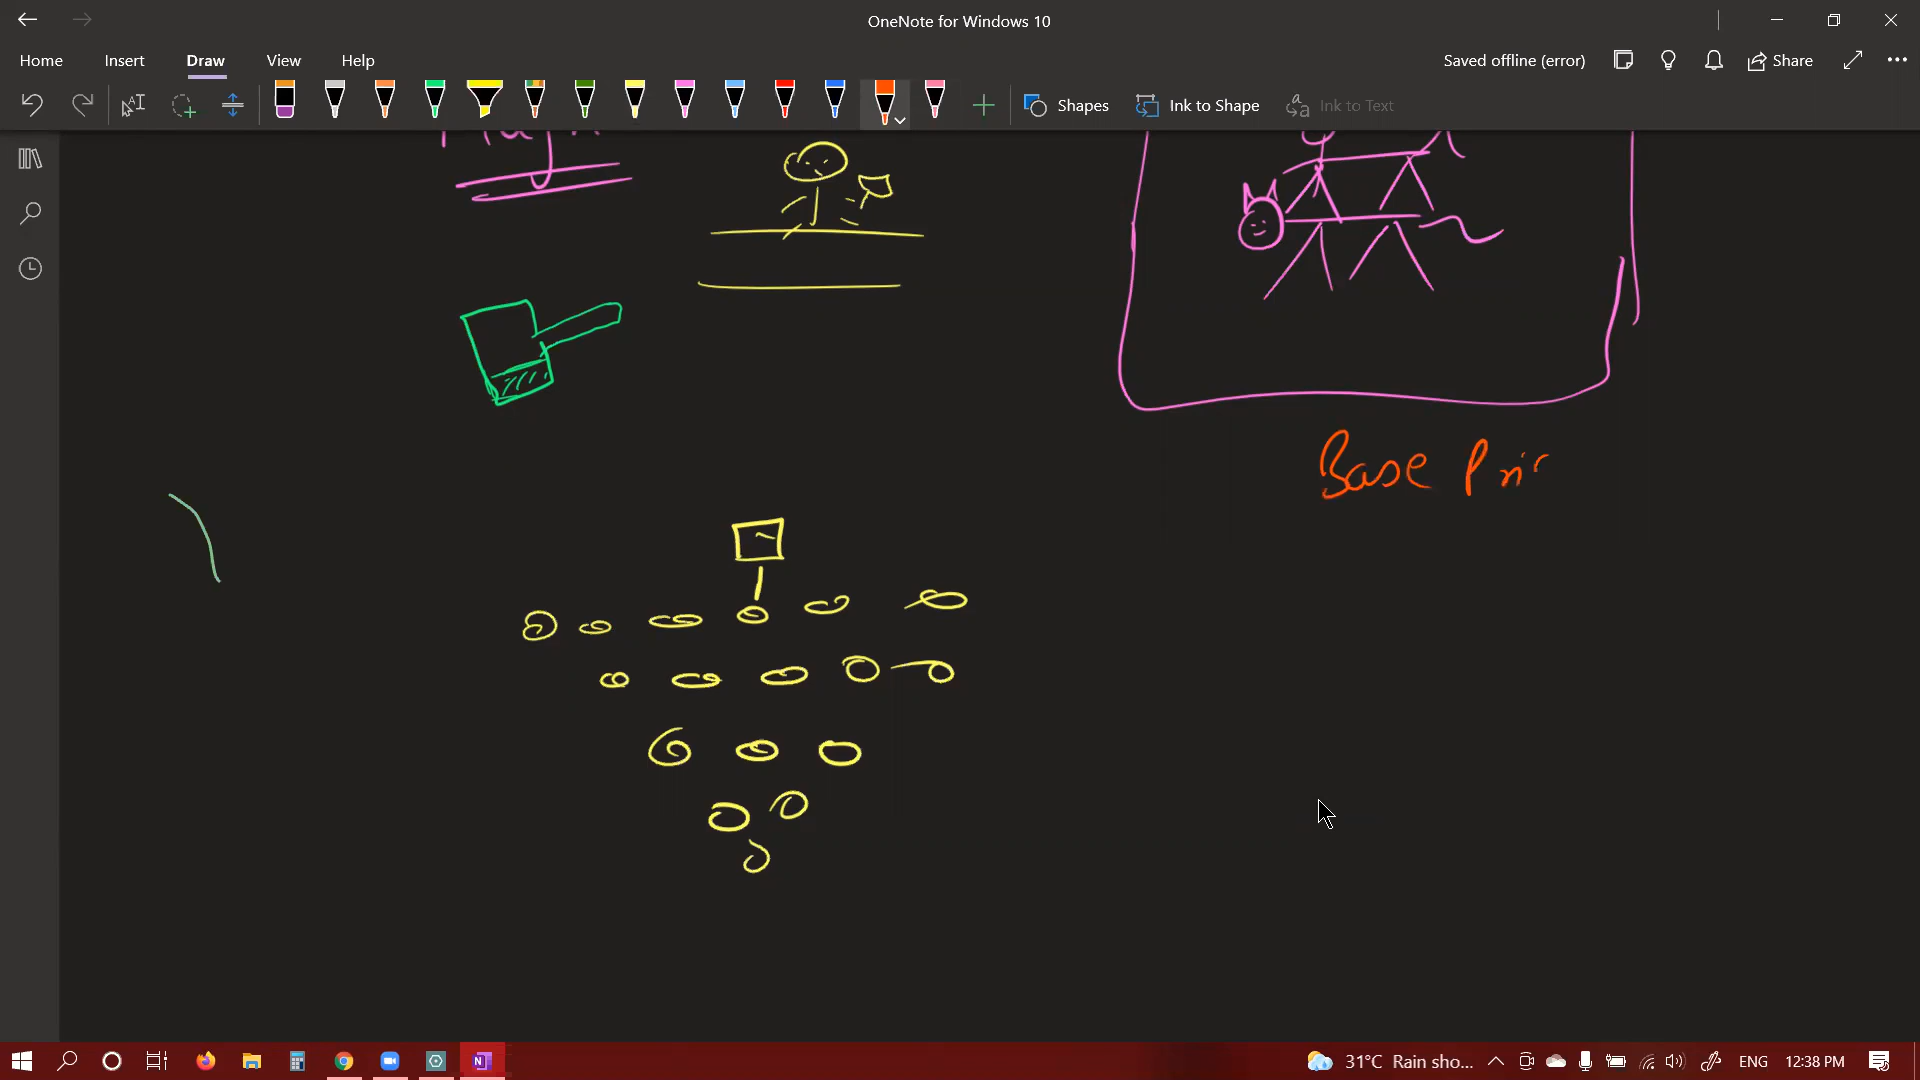 OneNote for Windows 10
Home Insert Draw View Help
Saved offline (error) Share
Shapes Ink to Shape Ink to Text
Base Pri
31°C Rain sho... ENG 12:38 PM